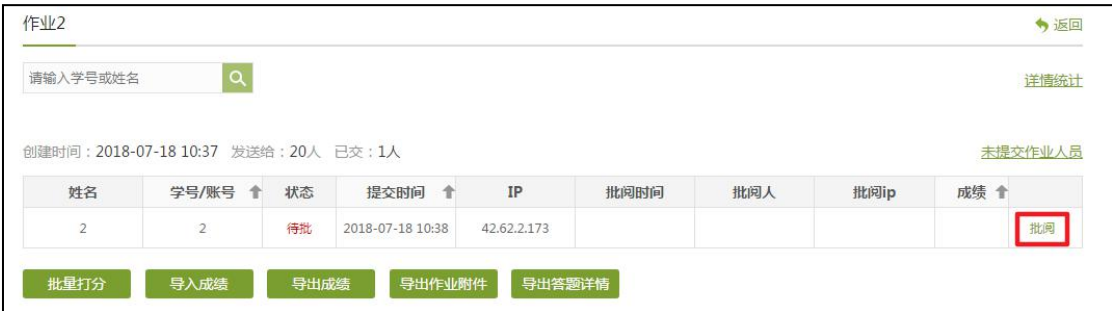 作业2 返回
请输入学号或姓名 详情统计
创建时间：2018-07-18 10:37 发送给：20人 已交：1人 未提交作业人员
姓名 学号/账号 状态 提交时间 IP 批阅时间 批阅人 批阅ip 成绩
2 2 待批 2018-07-18 10:38 42.62.2.173 批阅
批量打分 导入成绩 导出成绩 导出作业附件 导出答题详情